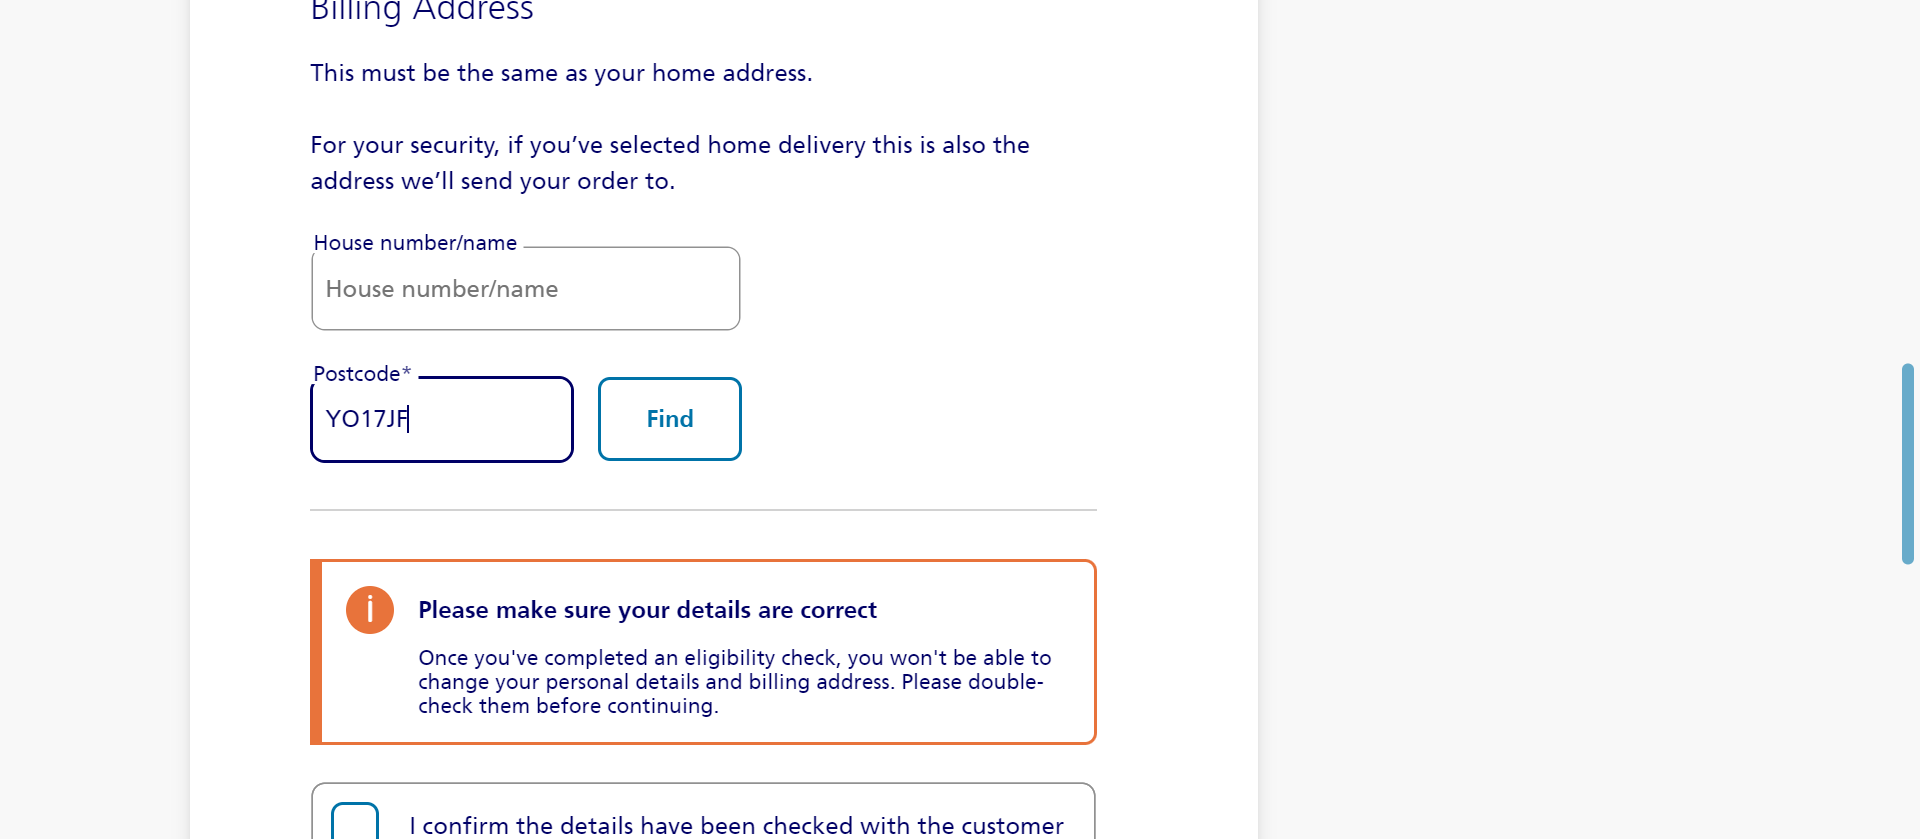 Billing Address
This must be the same as your home address.
For your security, if you’ve selected home delivery this is also the
address we’ll send your order to.
House number/name
House number/name
Postcode*
YO17JF
Find
i
Please make sure your details are correct
Once you've completed an eligibility check, you won't be able to
change your personal details and billing address. Please double-
check them before continuing.
I confirm the details have been checked with the customer